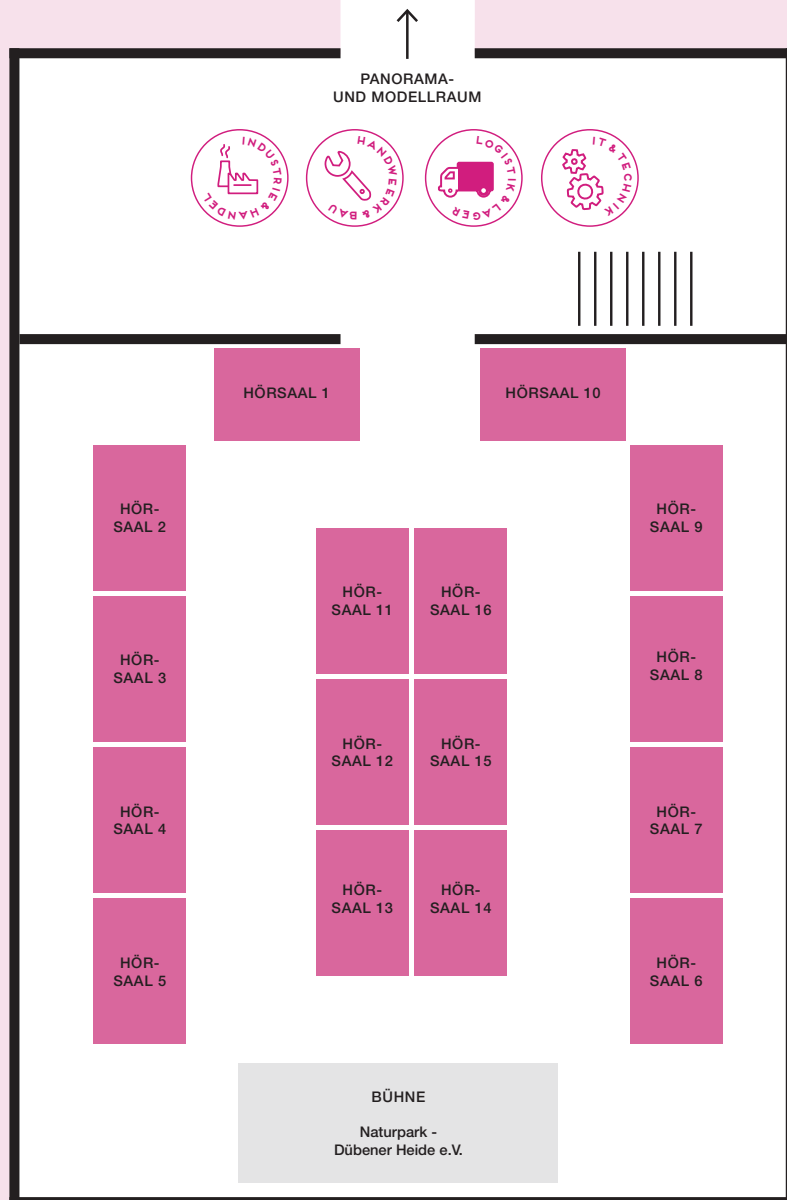 PANORAMA-
UND MODELLRAUM
INDUSTRIE & HANDEL
HANDWEERK & BAU
LOGISTIK & LAGER
IT & TECHNIK
HÖRSAAL 1
HÖRSAAL 10
HÖR-
SAAL 2
HÖR-
SAAL 9
HÖR-
SAAL 11
HÖR-
SAAL 16
HÖR-
SAAL 3
HÖR-
SAAL 8
HÖR-
SAAL 12
HÖR-
SAAL 15
HÖR-
SAAL 4
HÖR-
SAAL 7
HÖR-
SAAL 13
HÖR-
SAAL 14
HÖR-
SAAL 5
HÖR-
SAAL 6
BÜHNE
Naturpark -
Dübener Heide e.V.